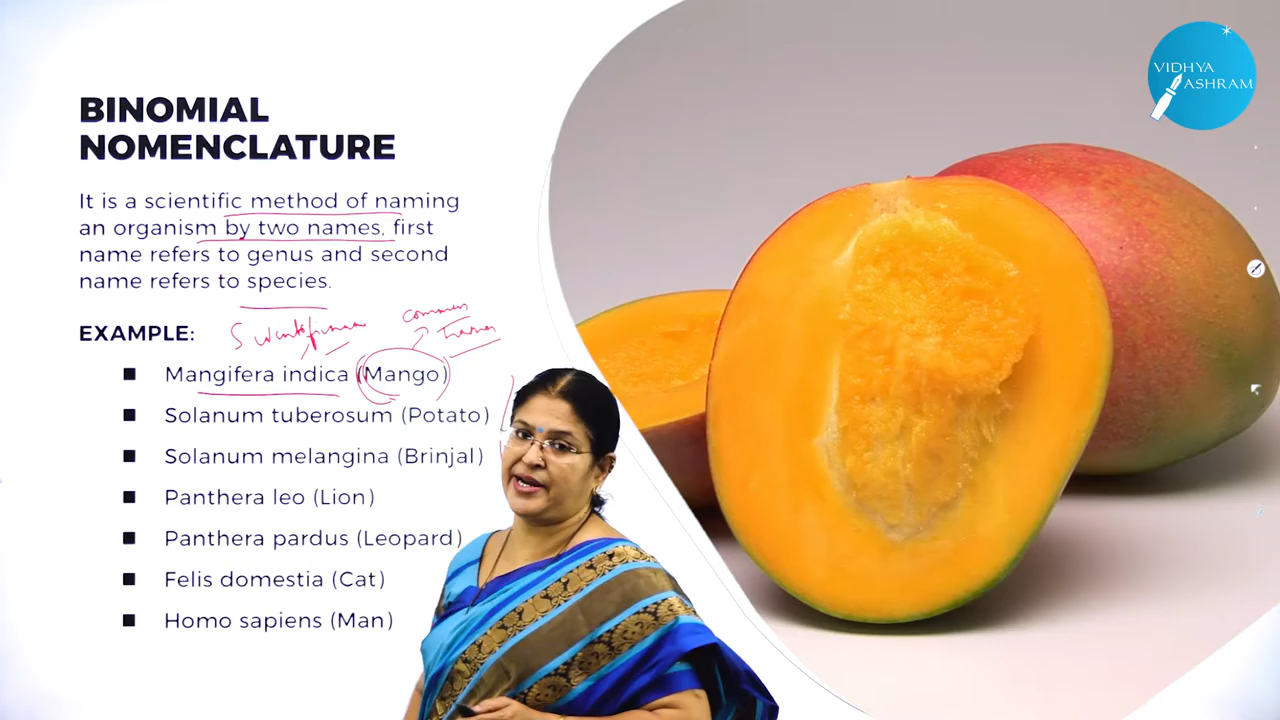 VIDHYA
ASHRAM
BINOMIAL
NOMENCLATURE
It is a scientific method of naming
an organism by two names, first
name refers to genus and second
name refers to species.
common
EXAMPLE:
■ Mangifera indica (Mango)
■ Solanum tuberosum (Potato)
■ Solanum melangina (Brinjal)
■ Panthera leo (Lion)
■ Panthera pardus (Leopard)
■ Felis domestia (Cat)
■ Homo sapiens (Man)